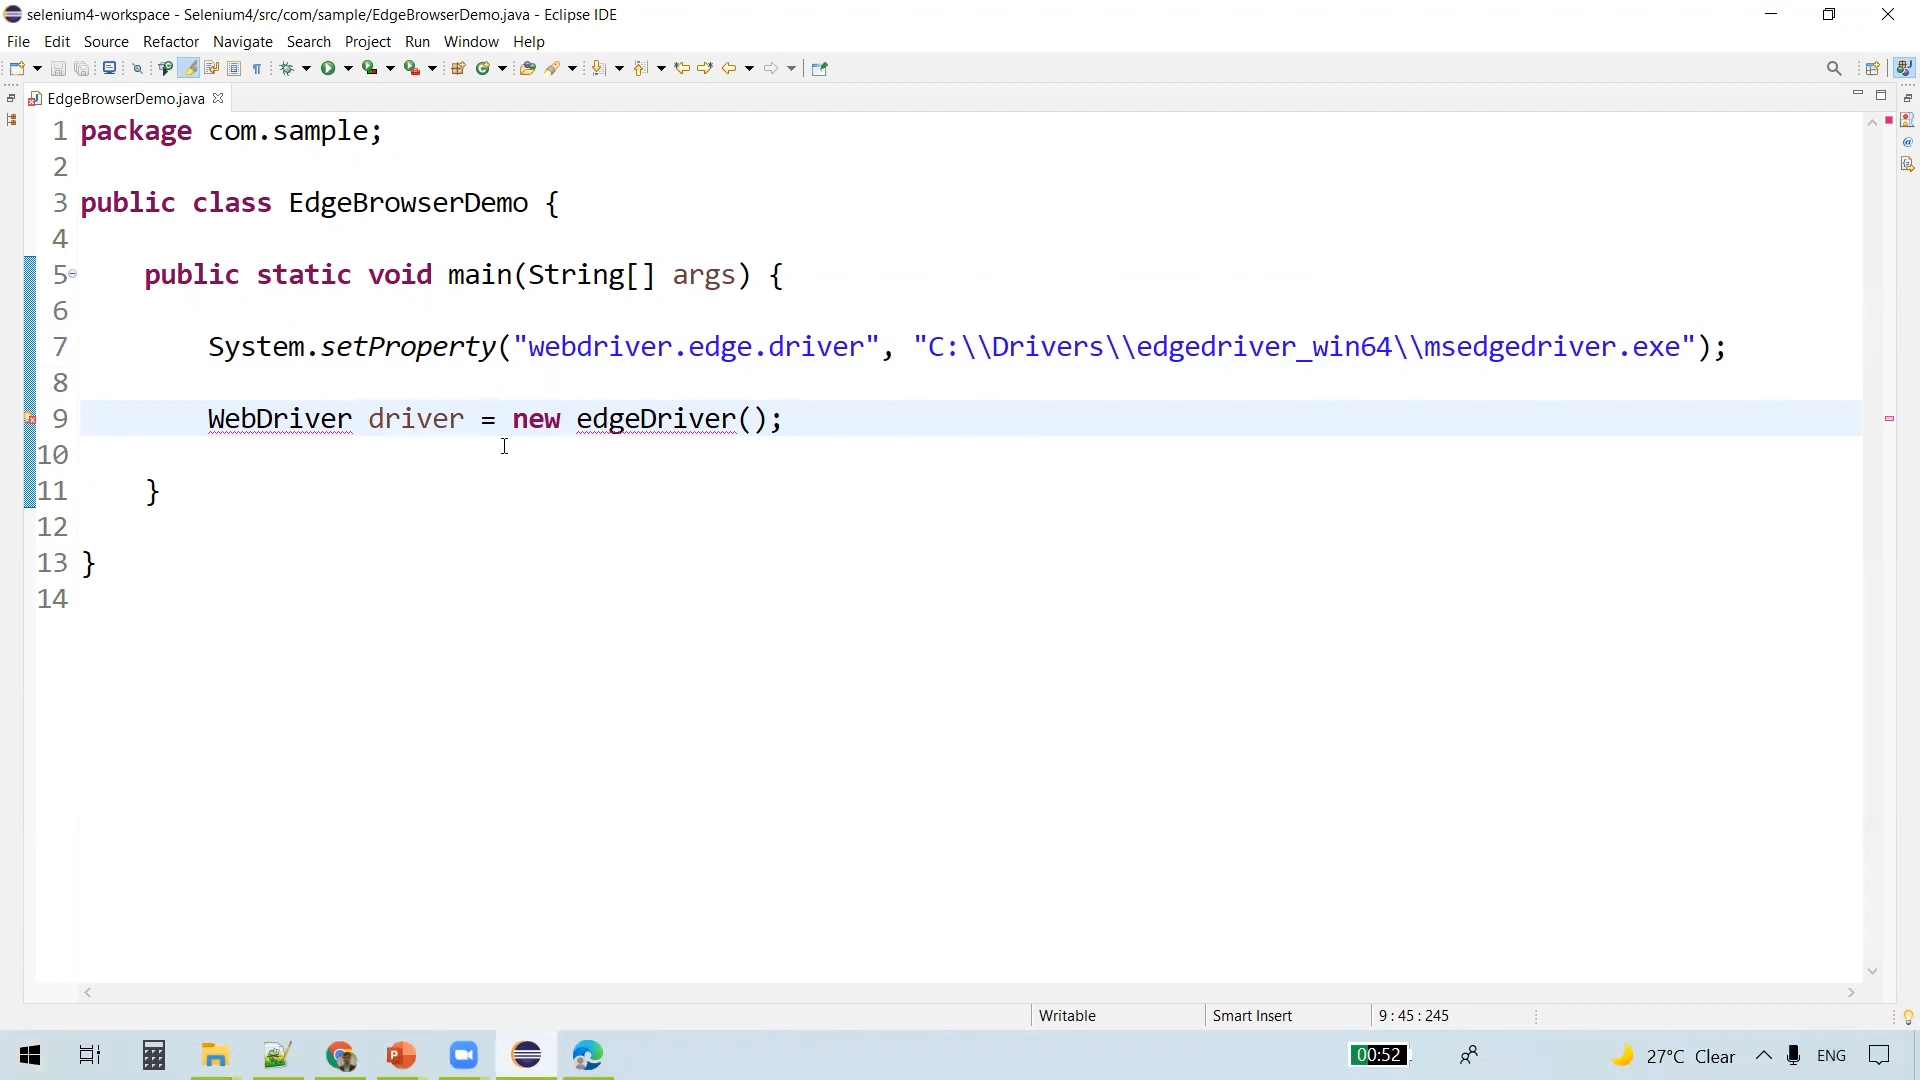 selenium4-workspace - Selenium4/src/com/sample/EdgeBrowserDemo.java - Eclipse IDE
File Edit Source Refactor Navigate Search Project Run Window Help
EdgeBrowserDemo.java
1 package com.sample;
2
3 public class EdgeBrowserDemo {
4
5 public static void main(String[] args) {
6
7 System.setProperty("webdriver.edge.driver", "C:\\Drivers\\edgedriver_win64\\msedgedriver.exe");
8
9 WebDriver driver = new edgeDriver();
10
11 }
12
13 }
14
Writable Smart Insert 9 : 45 : 245
00:52 27°C Clear ENG